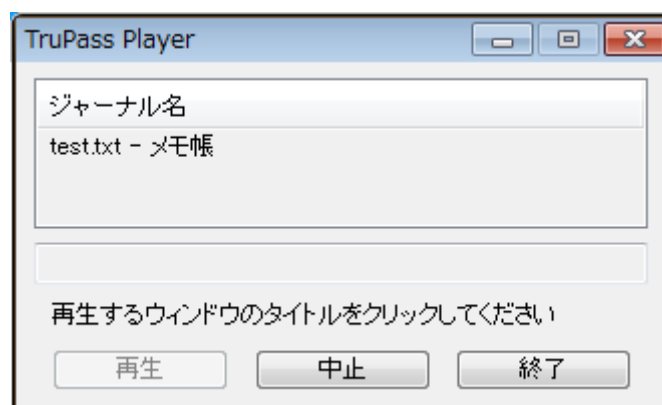 TruPass Player
ジャーナル名
test.txt - メモ帳
再生するウィンドウのタイトルをクリックしてください
再生
中止
終了